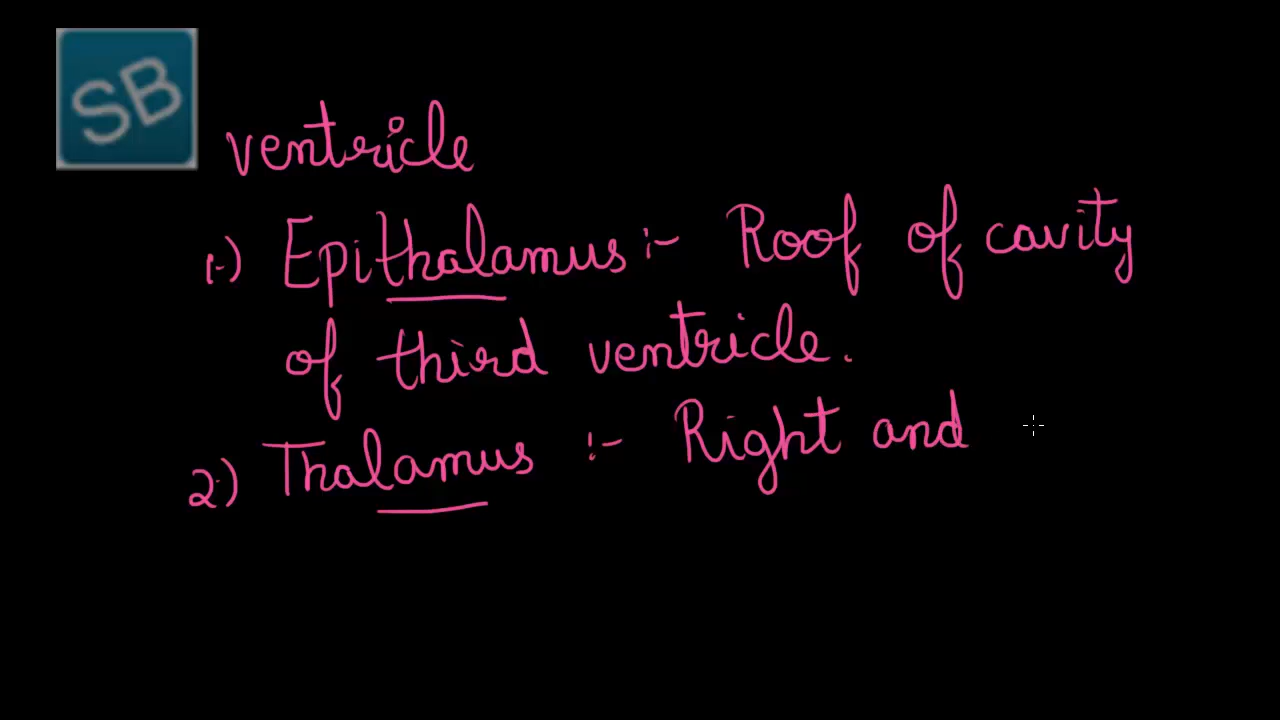 SB
ventricle
1-) Epithalamus :- Roof of cavity
of third ventricle.
2-) Thalamus :- Right and